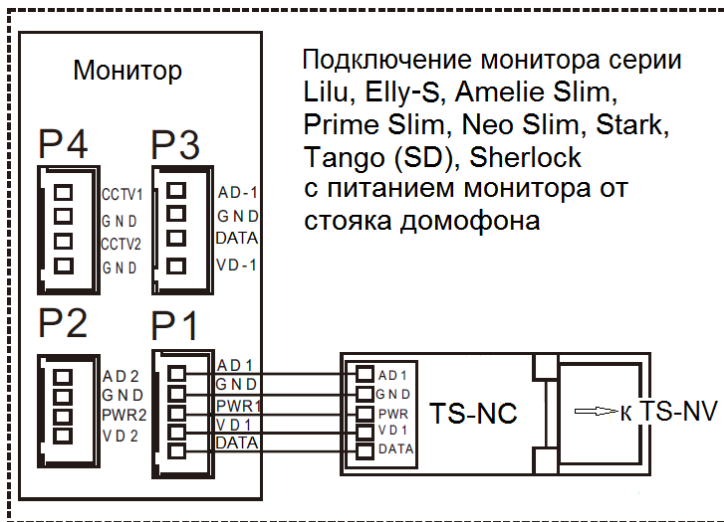 Монитор
Подключение монитора серии
Lilu, Elly-S, Amelie Slim,
Prime Slim, Neo Slim, Stark,
Tango (SD), Sherlock
с питанием монитора от
стояка домофона
P4
CCTV1
GND
CCTV2
GND
P3
AD-1
GND
DATA
VD-1
P2
AD2
GND
PWR2
VD2
P1
AD1
GND
PWR1
VD1
DATA
AD1
GND
PWR
VD1
DATA
TS-NC
к TS-NV